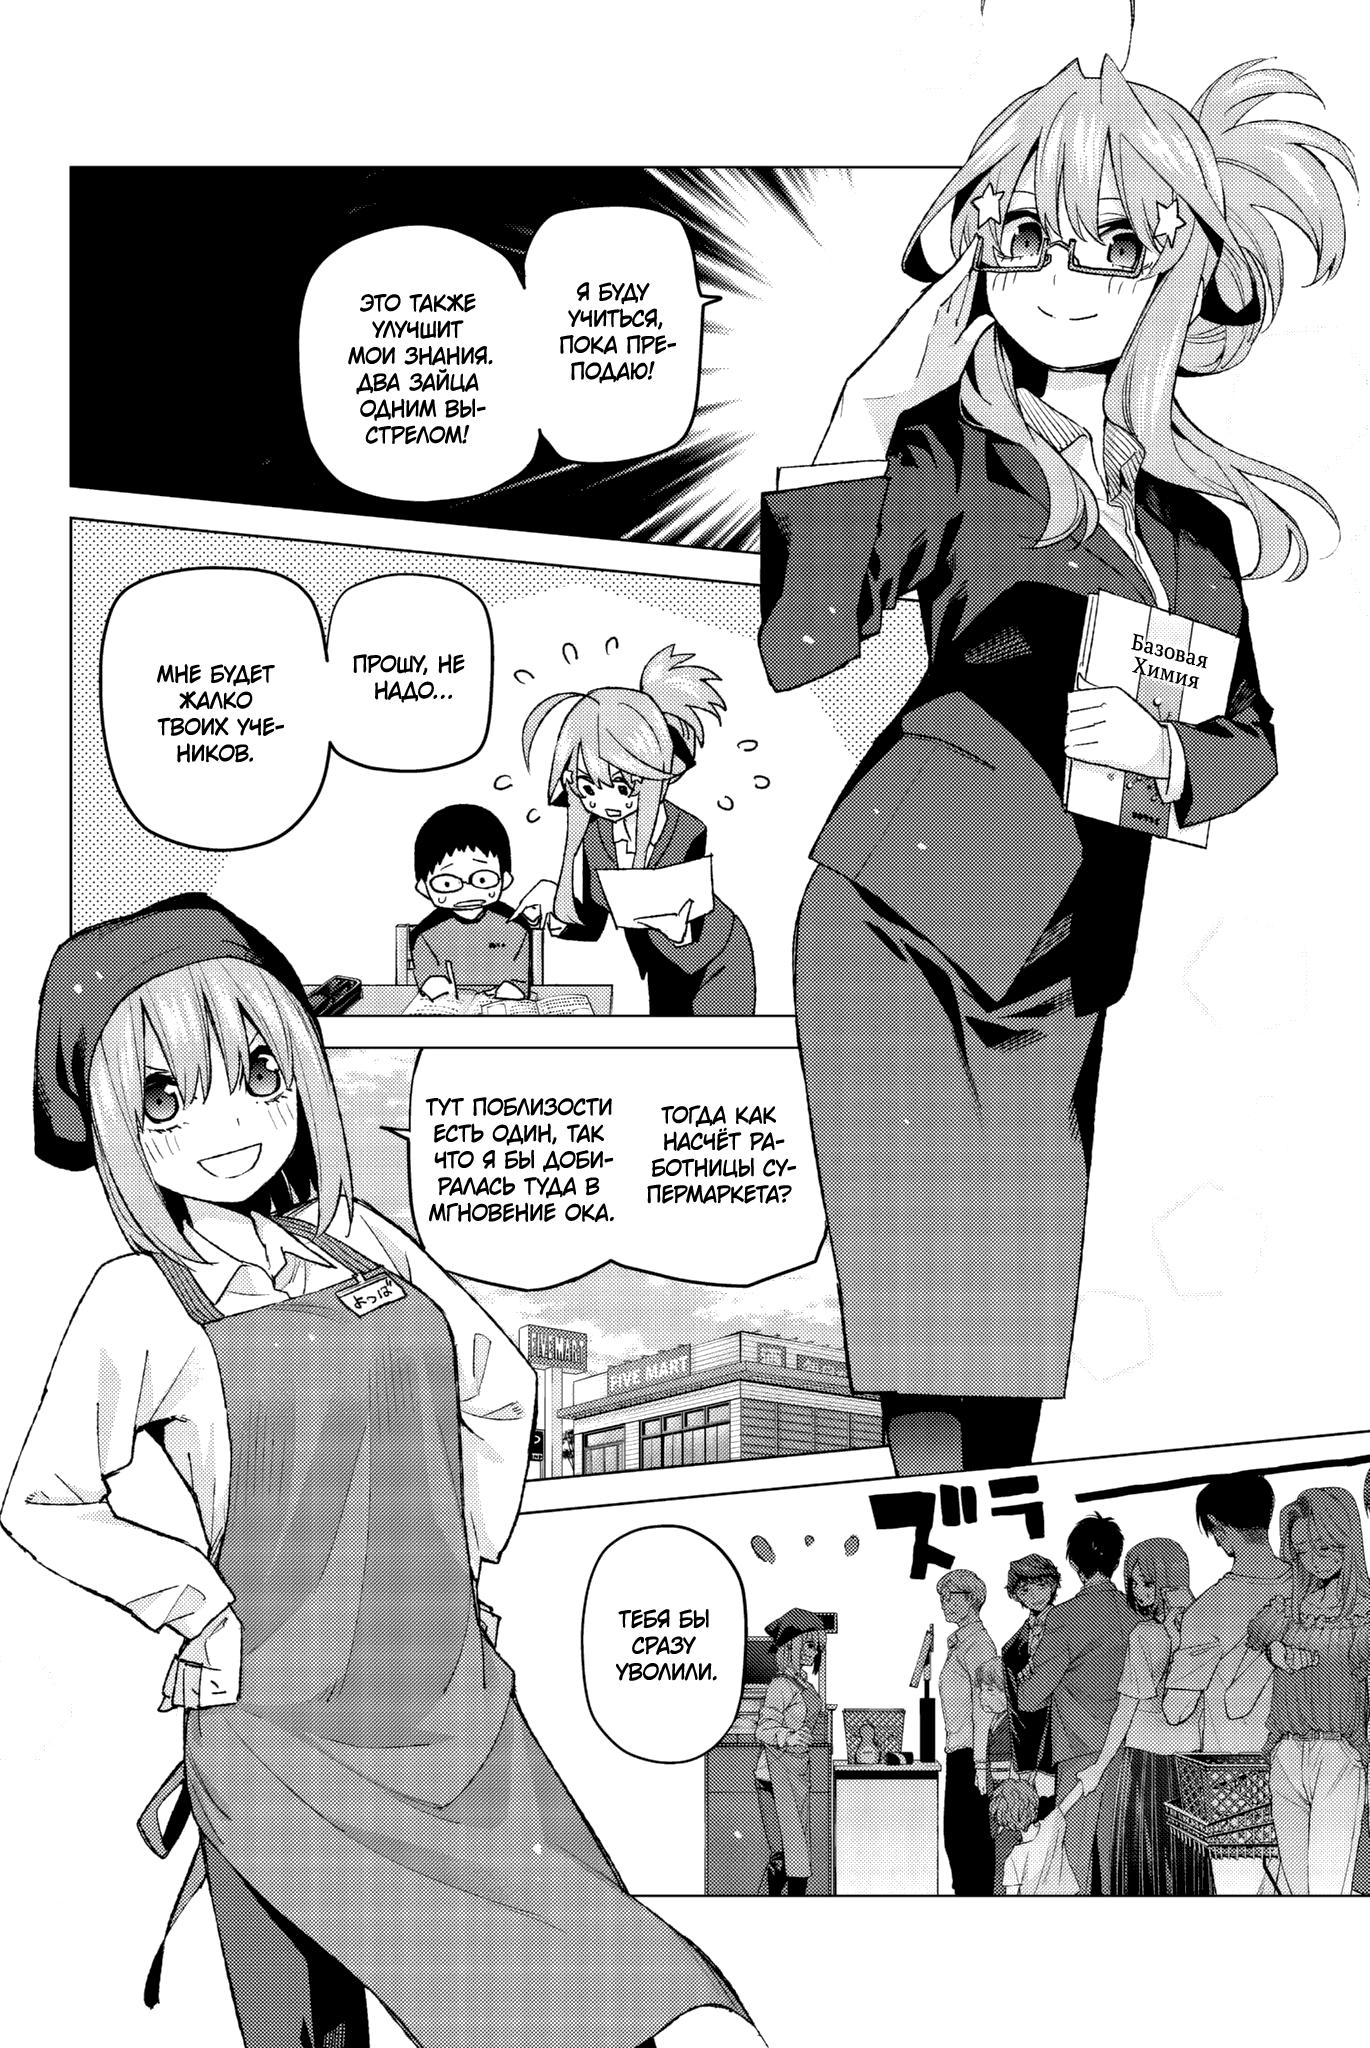 Я БУДУ
УЧИТЬСЯ,
ПОКА ПРЕ-
ПОДАЮ!
ЭТО ТАКЖЕ
УЛУЧШИТ
МОИ ЗНАНИЯ.
ДВА ЗАЙЦА
ОДНИМ ВЫ-
СТРЕЛОМ!
Базовая
Химия
ПРОШУ, НЕ
НАДО...
МНЕ БУДЕТ
ЖАЛКО
ТВОИХ УЧЕ-
НИКОВ.
ТОГДА КАК
НАСЧЁТ РА-
БОТНИЦЫ СУ-
ПЕРМАРКЕТА?
ТУТ ПОБЛИЗОСТИ
ЕСТЬ ОДИН, ТАК
ЧТО Я БЫ ДОБИ-
РАЛАСЬ ТУДА В
МГНОВЕНИЕ ОКА.
よつば
FIVEMART
FIVE MART
ズラー
ТЕБЯ БЫ
СРАЗУ
УВОЛИЛИ.